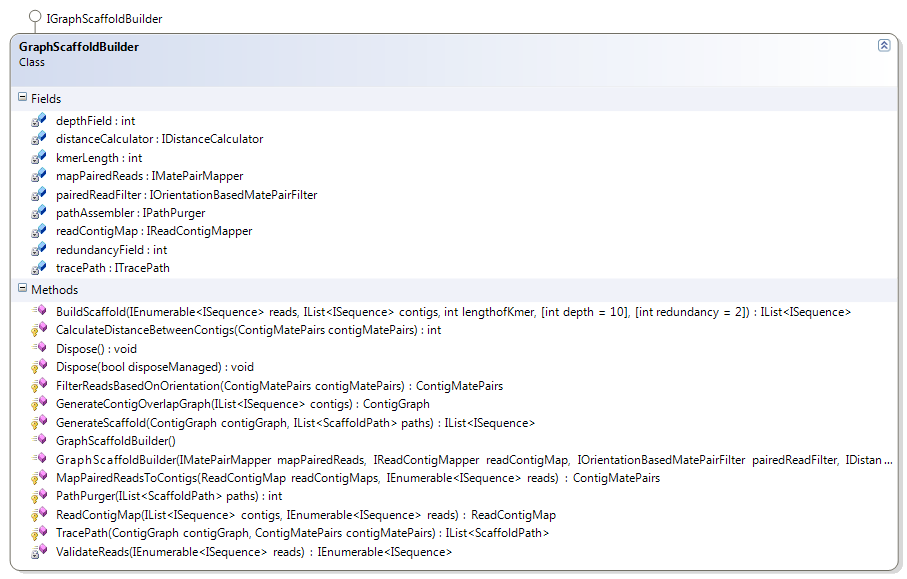 IGraphScaffoldBuilder
GraphScaffoldBuilder
Class
Fields
depthField : int
distanceCalculator : IDistanceCalculator
kmerLength : int
mapPairedReads : IMatePairMapper
pairedReadFilter : IOrientationBasedMatePairFilter
pathAssembler : IPathPurger
readContigMap : IReadContigMapper
redundancyField : int
tracePath : ITracePath
Methods
BuildScaffold(IEnumerable<ISequence> reads, IList<ISequence> contigs, int lengthofKmer, [int depth = 10], [int redundancy = 2]) : IList<ISequence>
CalculateDistanceBetweenContigs(ContigMatePairs contigMatePairs) : int
Dispose() : void
Dispose(bool disposeManaged) : void
FilterReadsBasedOnOrientation(ContigMatePairs contigMatePairs) : ContigMatePairs
GenerateContigOverlapGraph(IList<ISequence> contigs) : ContigGraph
GenerateScaffold(ContigGraph contigGraph, IList<ScaffoldPath> paths) : IList<ISequence>
GraphScaffoldBuilder()
GraphScaffoldBuilder(IMatePairMapper mapPairedReads, IReadContigMapper readContigMap, IOrientationBasedMatePairFilter pairedReadFilter, IDistan ...
MapPairedReadsToContigs(ReadContigMap readContigMaps, IEnumerable<ISequence> reads) : ContigMatePairs
PathPurger(IList<ScaffoldPath> paths) : int
ReadContigMap(IList<ISequence> contigs, IEnumerable<ISequence> reads) : ReadContigMap
TracePath(ContigGraph contigGraph, ContigMatePairs contigMatePairs) : IList<ScaffoldPath>
ValidateReads(IEnumerable<ISequence> reads) : IEnumerable<ISequence>